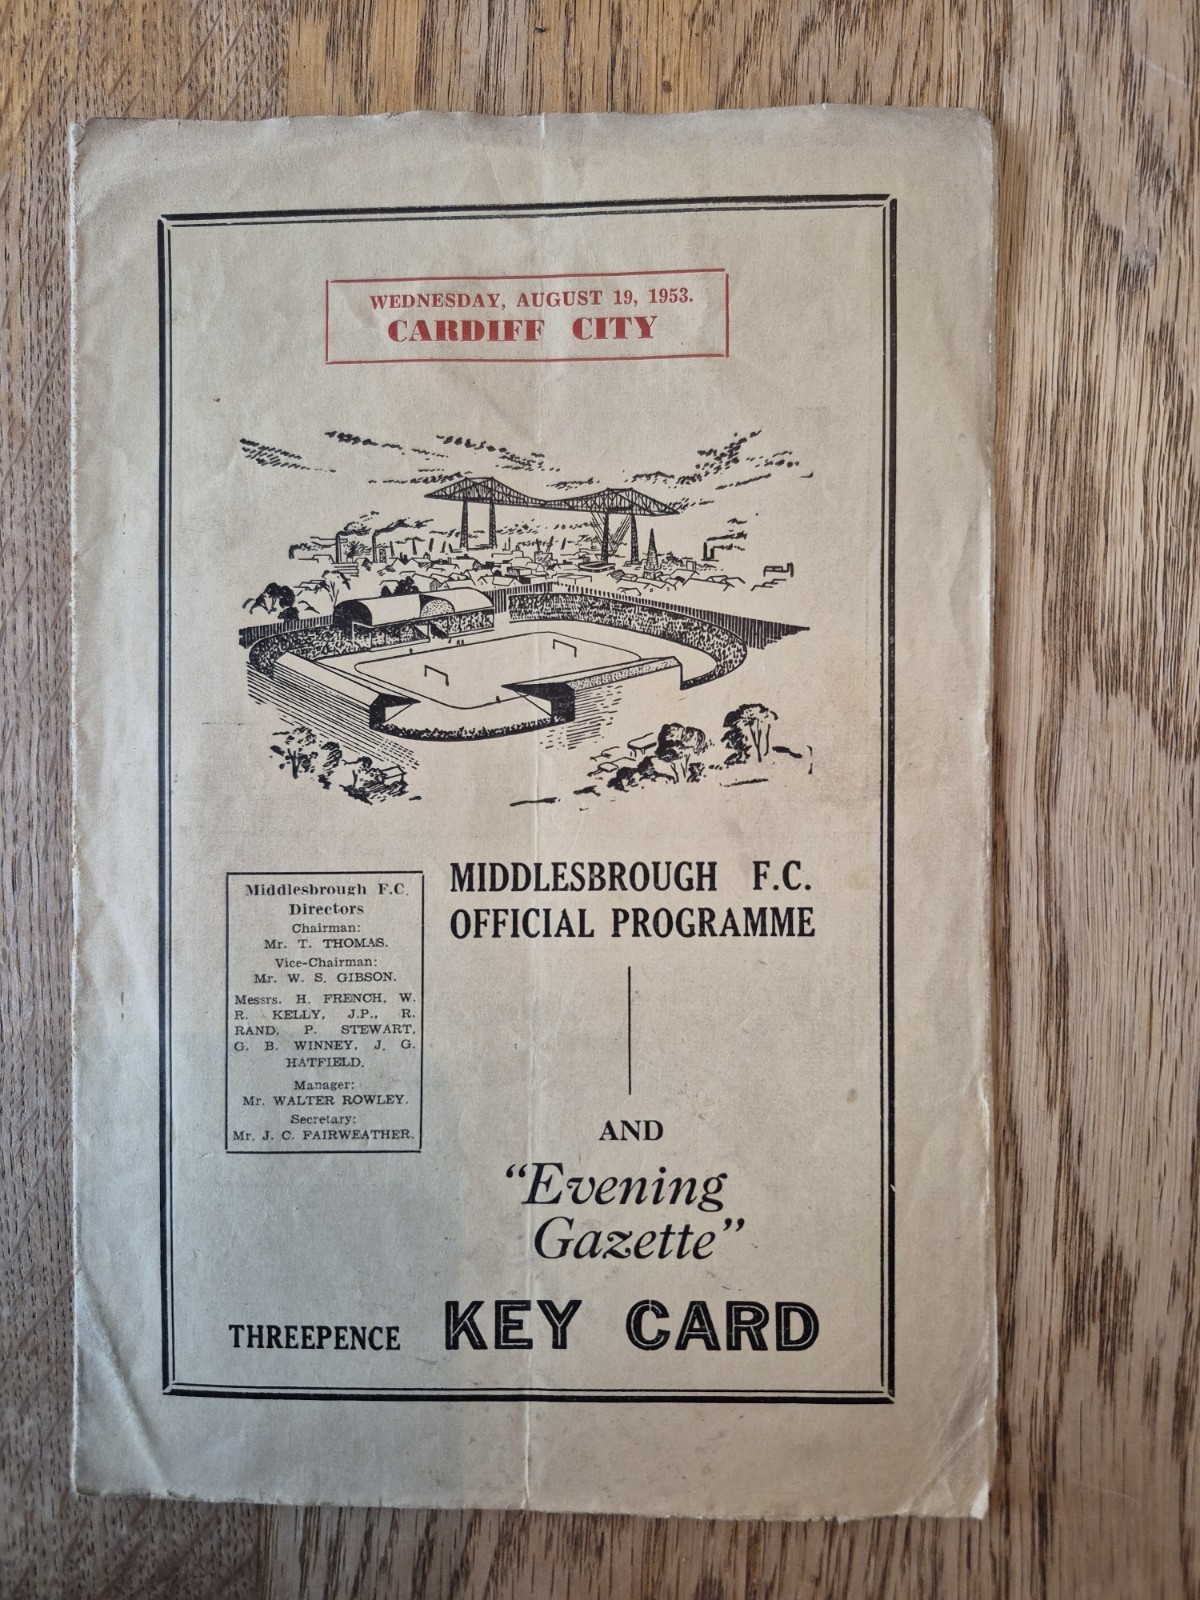 WEDNESDAY, AUGUST 19, 1953.
CARDIFF CITY
MIDDLESBROUGH F.C.
OFFICIAL PROGRAMME
Middlesbrough F.C.
Directors
Chairman:
Mr. T. THOMAS.
Vice-Chairman:
Mr. W. S. GIBSON.
Messrs. H. FRENCH, W.
R. KELLY, J.P., R.
RAND, P. STEWART,
G. B. WINNEY, J. G.
HATFIELD.
Manager:
Mr. WALTER ROWLEY.
Secretary:
Mr. J. C. FAIRWEATHER.
AND
"Evening
Gazette"
THREEPENCE KEY CARD